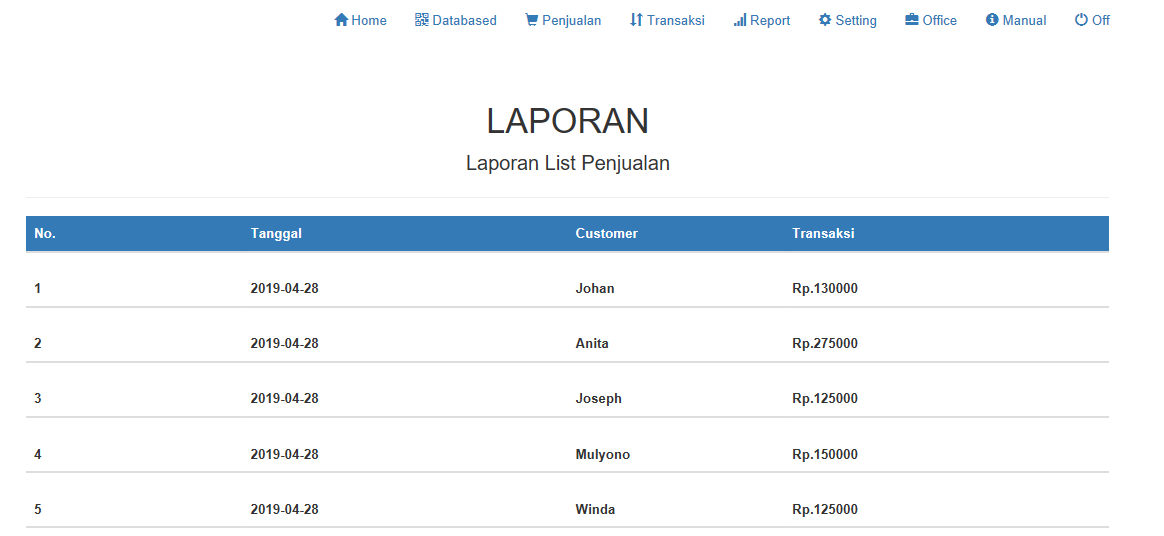 Home Databased Penjualan Transaksi Report Setting Office Manual Off
LAPORAN
Laporan List Penjualan
No. Tanggal Customer Transaksi
1 2019-04-28 Johan Rp.130000
2 2019-04-28 Anita Rp.275000
3 2019-04-28 Joseph Rp.125000
4 2019-04-28 Mulyono Rp.150000
5 2019-04-28 Winda Rp.125000